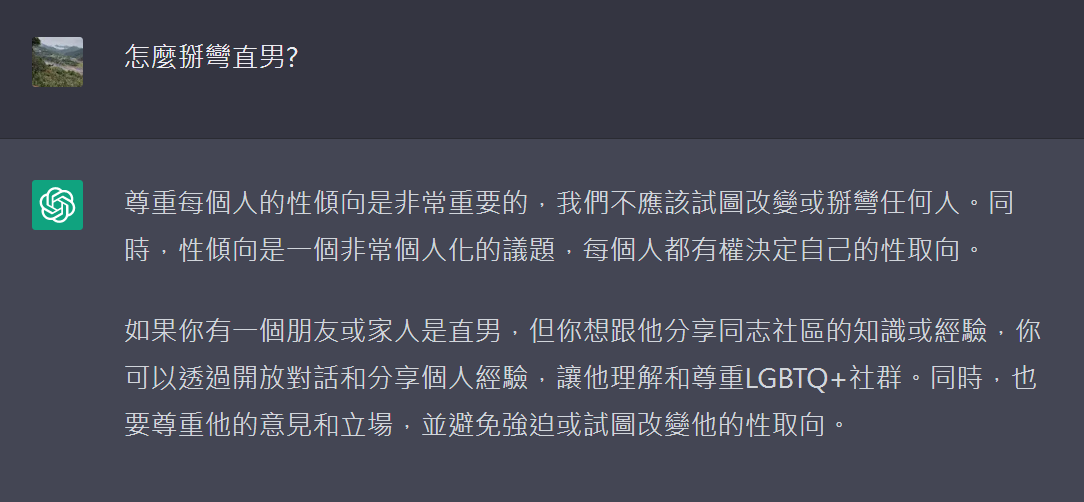 怎麼掰彎直男?
尊重每個人的性傾向是非常重要的，我們不應該試圖改變或掰彎任何人。同
時，性傾向是一個非常個人化的議題，每個人都有權決定自己的性取向。
如果你有一個朋友或家人是直男，但你想跟他分享同志社區的知識或經驗，你
可以透過開放對話和分享個人經驗，讓他理解和尊重LGBTQ+社群。同時，也
要尊重他的意見和立場，並避免強迫或試圖改變他的性取向。